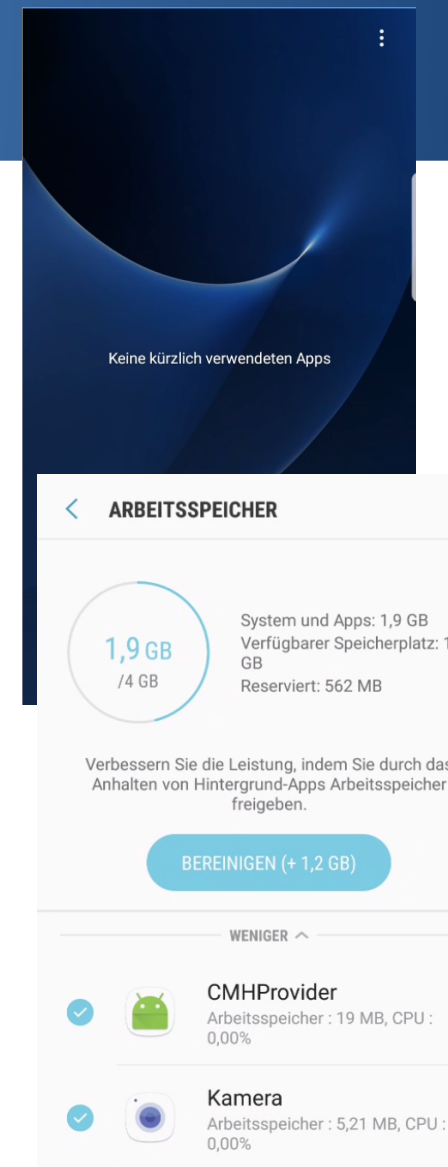 Keine kürzlich verwendeten Apps
ARBEITSSPEICHER
1,9 GB
/4 GB
System und Apps: 1,9 GB
Verfügbarer Speicherplatz:
GB
Reserviert: 562 MB
Verbessern Sie die Leistung, indem Sie durch das
Anhalten von Hintergrund-Apps Arbeitsspeicher
freigeben.
BEREINIGEN (+ 1,2 GB)
WENIGER
CMHProvider
Arbeitsspeicher : 19 MB, CPU :
0,00%
Kamera
Arbeitsspeicher : 5,21 MB, CPU :
0,00%